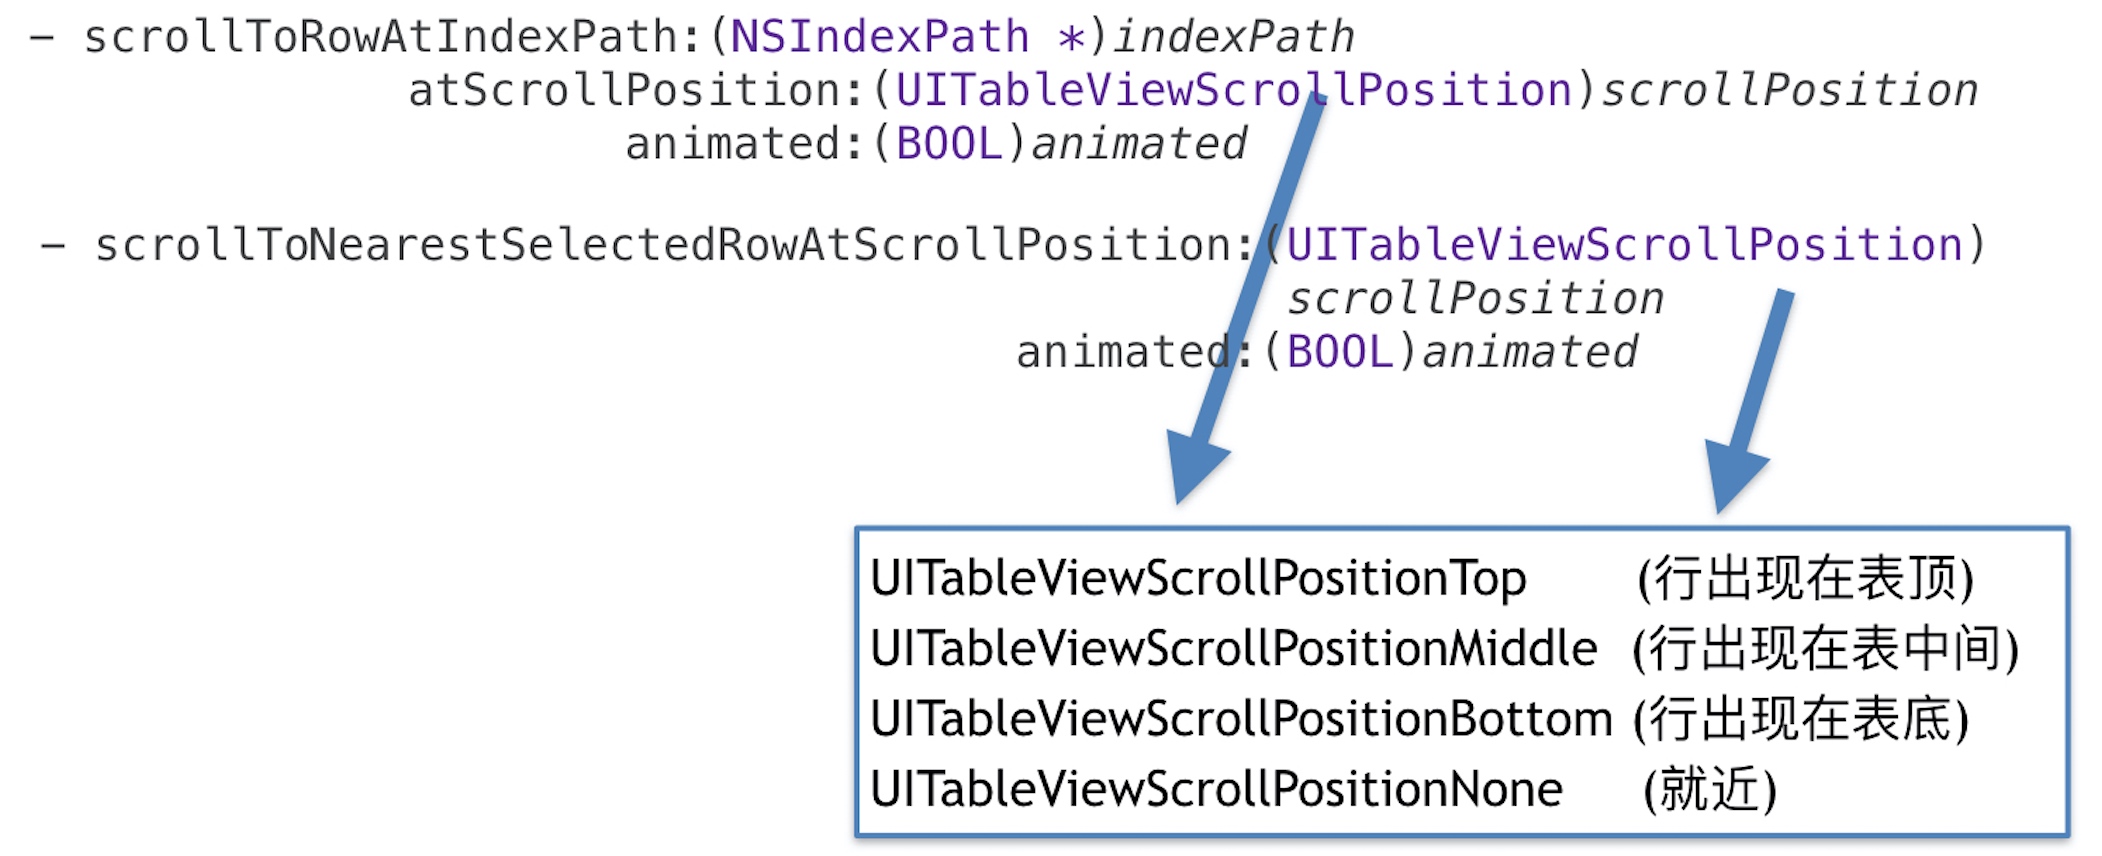 – scrollToRowAtIndexPath:(NSIndexPath *)indexPath
atScrollPosition:(UITableViewScrollPosition)scrollPosition
animated:(BOOL)animated
– scrollToNearestSelectedRowAtScrollPosition:(UITableViewScrollPosition)
scrollPosition
animated:(BOOL)animated
UITableViewScrollPositionTop (行出现在表顶)
UITableViewScrollPositionMiddle (行出现在表中间)
UITableViewScrollPositionBottom (行出现在表底)
UITableViewScrollPositionNone (就近)